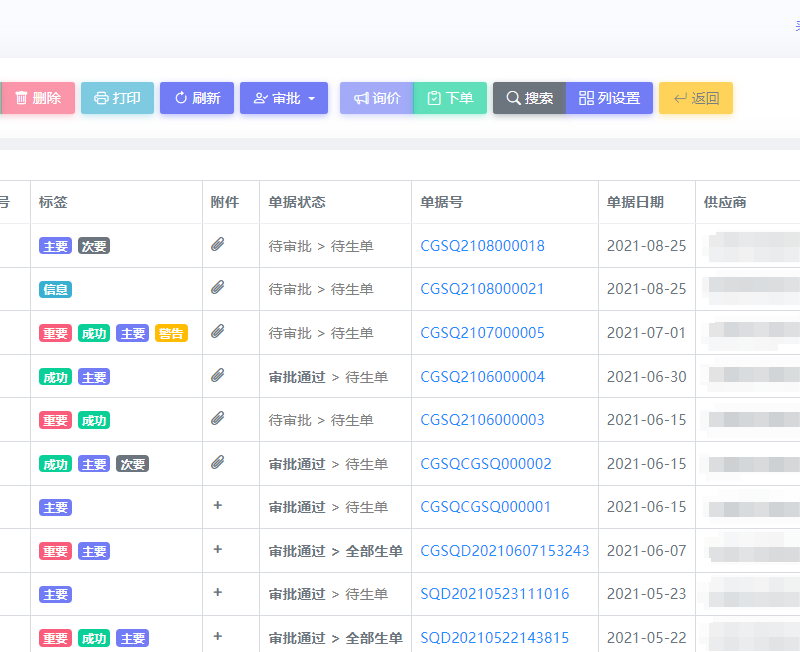 删除 打印 刷新 审批 询价 下单 搜索 列设置 返回
号 标签 附件 单据状态 单据号 单据日期 供应商
主要 次要 待审批 > 待生单 CGSQ2108000018 2021-08-25
信息 待审批 > 待生单 CGSQ2108000021 2021-08-25
重要 成功 主要 警告 待审批 > 待生单 CGSQ2107000005 2021-07-01
成功 主要 审批通过 > 待生单 CGSQ2106000004 2021-06-30
重要 成功 待审批 > 待生单 CGSQ2106000003 2021-06-15
成功 主要 次要 审批通过 > 待生单 CGSQCGSQ000002 2021-06-15
主要 + 审批通过 > 待生单 CGSQCGSQ000001 2021-06-15
重要 主要 + 审批通过 > 全部生单 CGSQD20210607153243 2021-06-07
主要 + 审批通过 > 待生单 SQD20210523111016 2021-05-23
重要 成功 主要 + 审批通过 > 全部生单 SQD20210522143815 2021-05-22